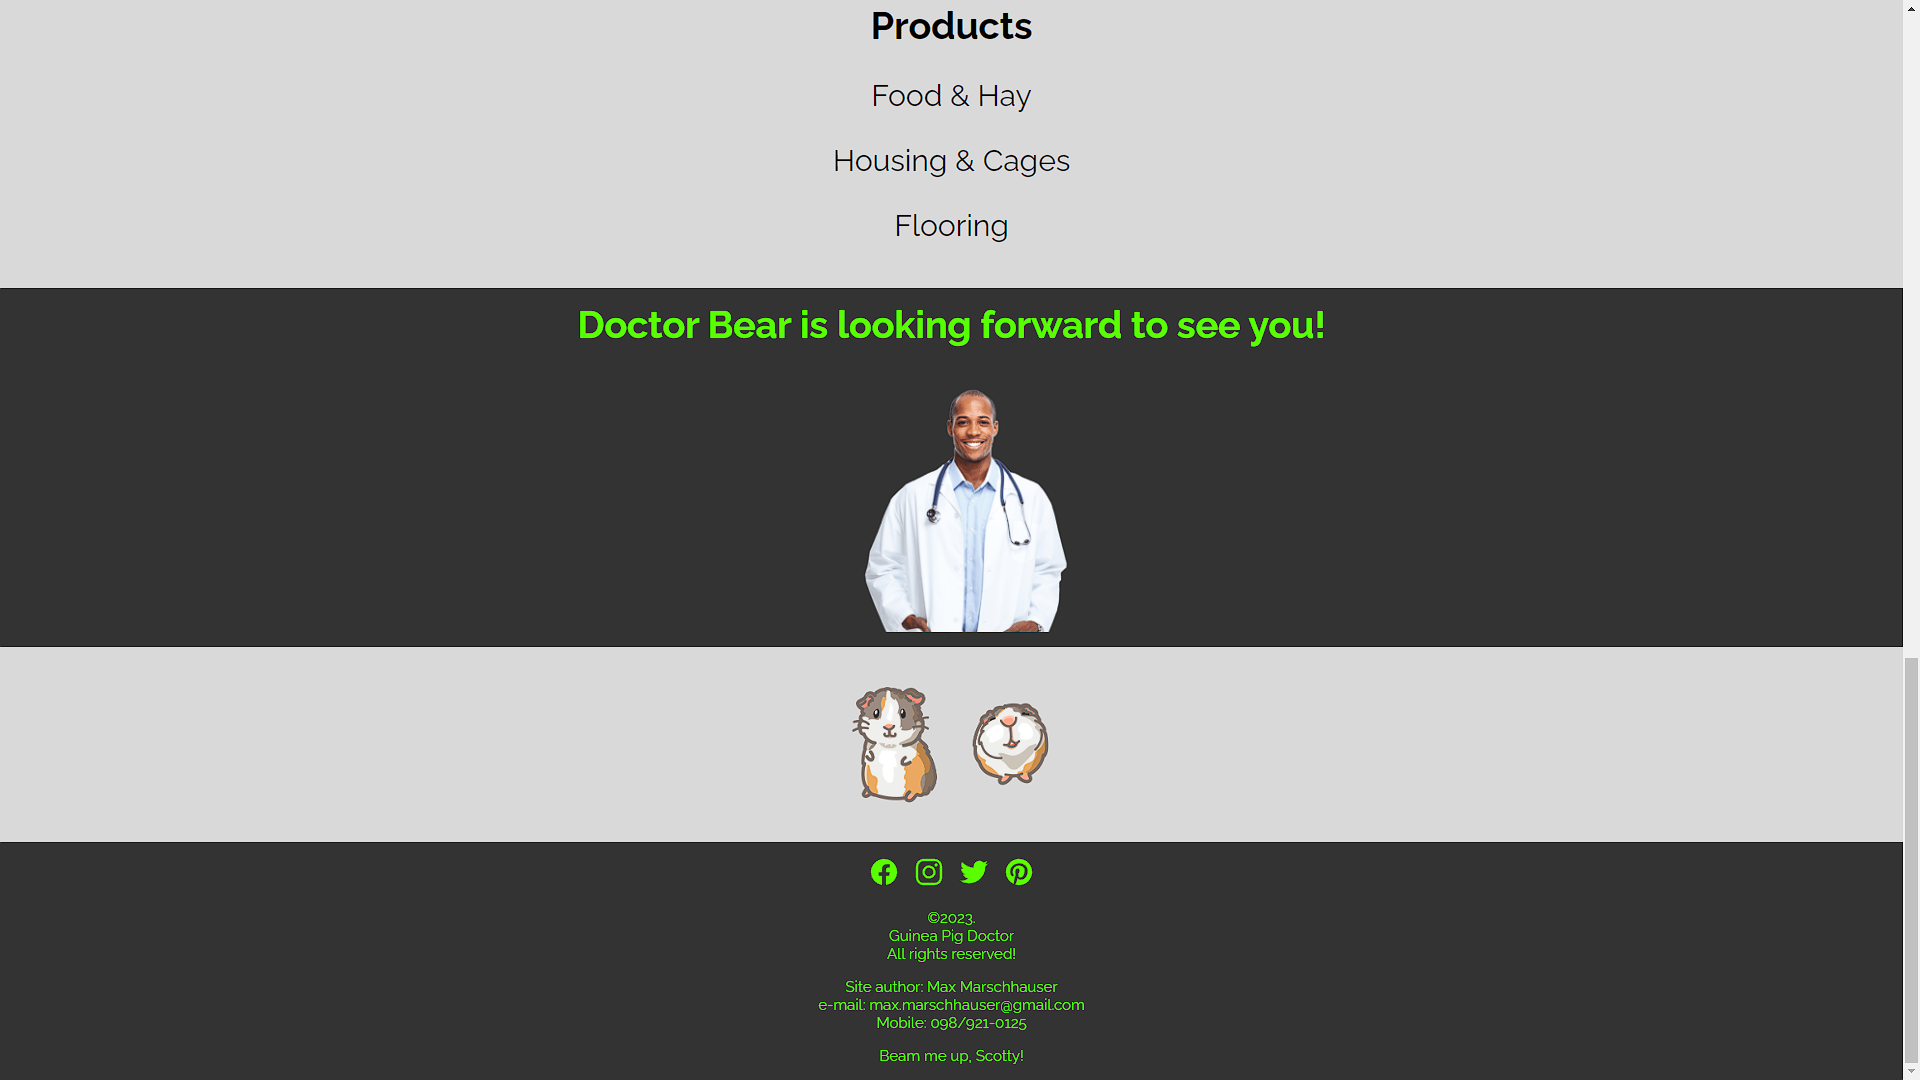 Products
Food & Hay
Housing & Cages
Flooring
Doctor Bear is looking forward to see you!
©2023.
Guinea Pig Doctor
All rights reserved!
Site author: Max Marschhauser
e-mail: max.marschhauser@gmail.com
Mobile: 098/921-0125
Beam me up, Scotty!